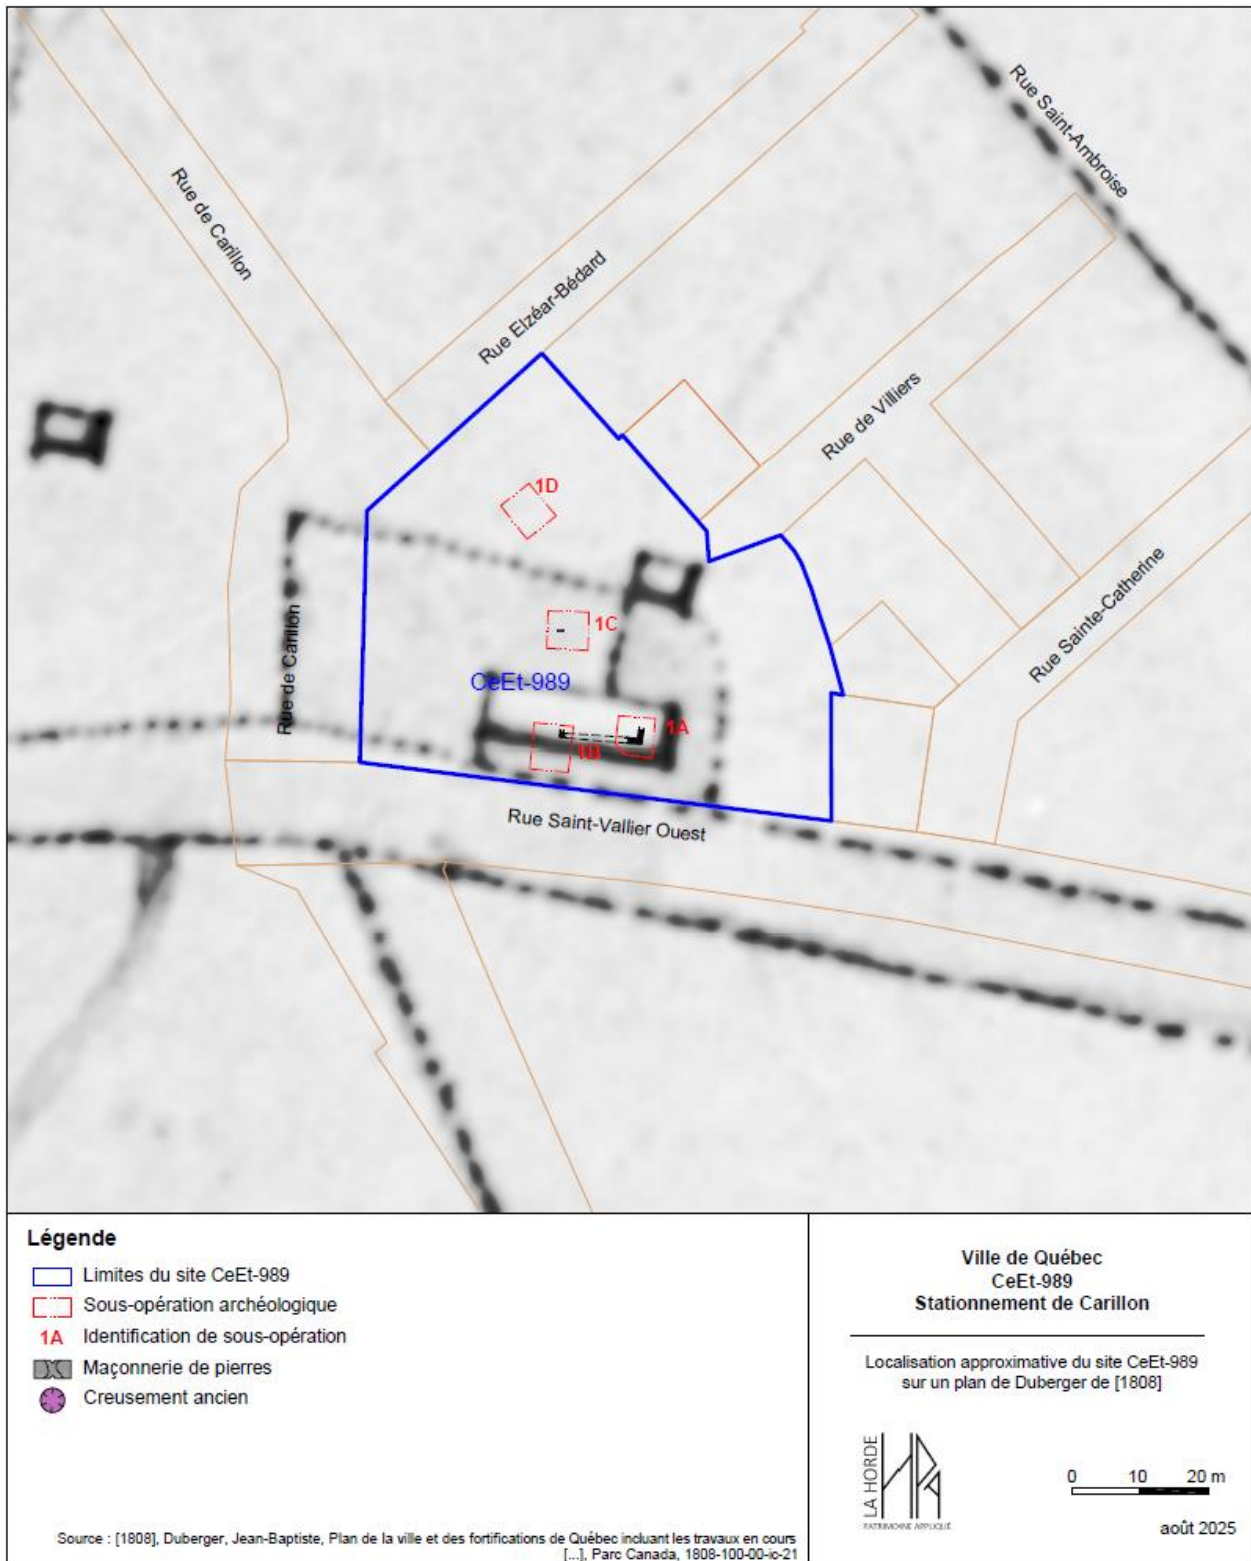 Rue Saint-Ambroise
Rue de Carillon
Rue Elzéar-Bédard
Rue de Villiers
1D
Rue Sainte-Catherine
1C
Rue de Carillon
CeEt-989
1A
1B
Rue Saint-Vallier Ouest
Légende
Limites du site CeEt-989
Sous-opération archéologique
1A Identification de sous-opération
Maçonnerie de pierres
Creusement ancien
Source : [1808], Duberger, Jean-Baptiste, Plan de la ville et des fortifications de Québec incluant les travaux en cours
[...], Parc Canada, 1808-100-00-ic-21
Ville de Québec
CeEt-989
Stationnement de Carillon
Localisation approximative du site CeEt-989
sur un plan de Duberger de [1808]
LA HORDE
PATRIMOINE APPLIQUÉ
0 10 20 m
août 2025